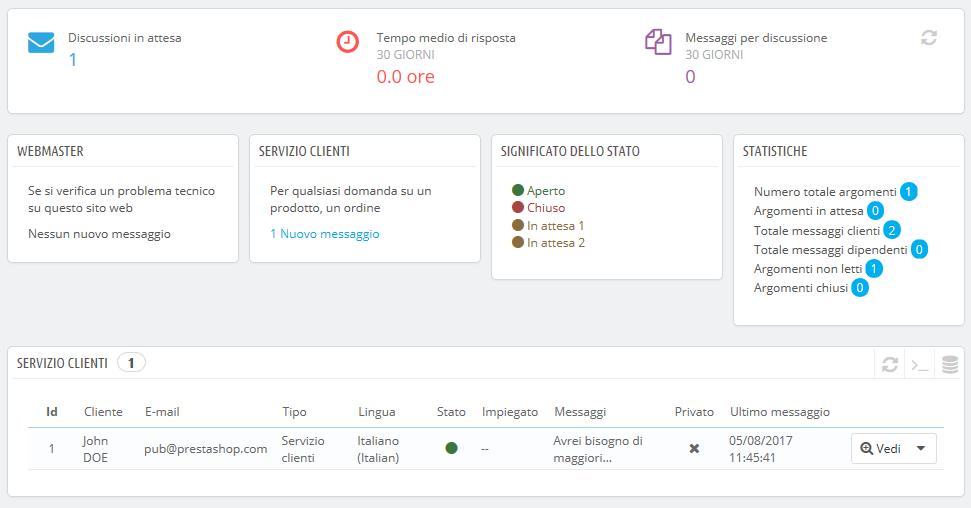 Discussioni in attesa
1
Tempo medio di risposta
30 GIORNI
0.0 ore
Messaggi per discussione
30 GIORNI
0
WEBMASTER
Se si verifica un problema tecnico
su questo sito web
Nessun nuovo messaggio
SERVIZIO CLIENTI
Per qualsiasi domanda su un
prodotto, un ordine
1 Nuovo messaggio
SIGNIFICATO DELLO STATO
Aperto
Chiuso
In attesa 1
In attesa 2
STATISTICHE
Numero totale argomenti 1
Argomenti in attesa 0
Totale messaggi clienti 2
Totale messaggi dipendenti 0
Argomenti non letti 1
Argomenti chiusi 0
SERVIZIO CLIENTI 1
Id Cliente E-mail Tipo Lingua Stato Impiegato Messaggi Privato Ultimo messaggio
1
John
DOE
pub@prestashop.com
Servizio
clienti
Italiano
(Italian)
--
Avrei bisogno di
maggiori...
05/08/2017
11:45:41
Vedi